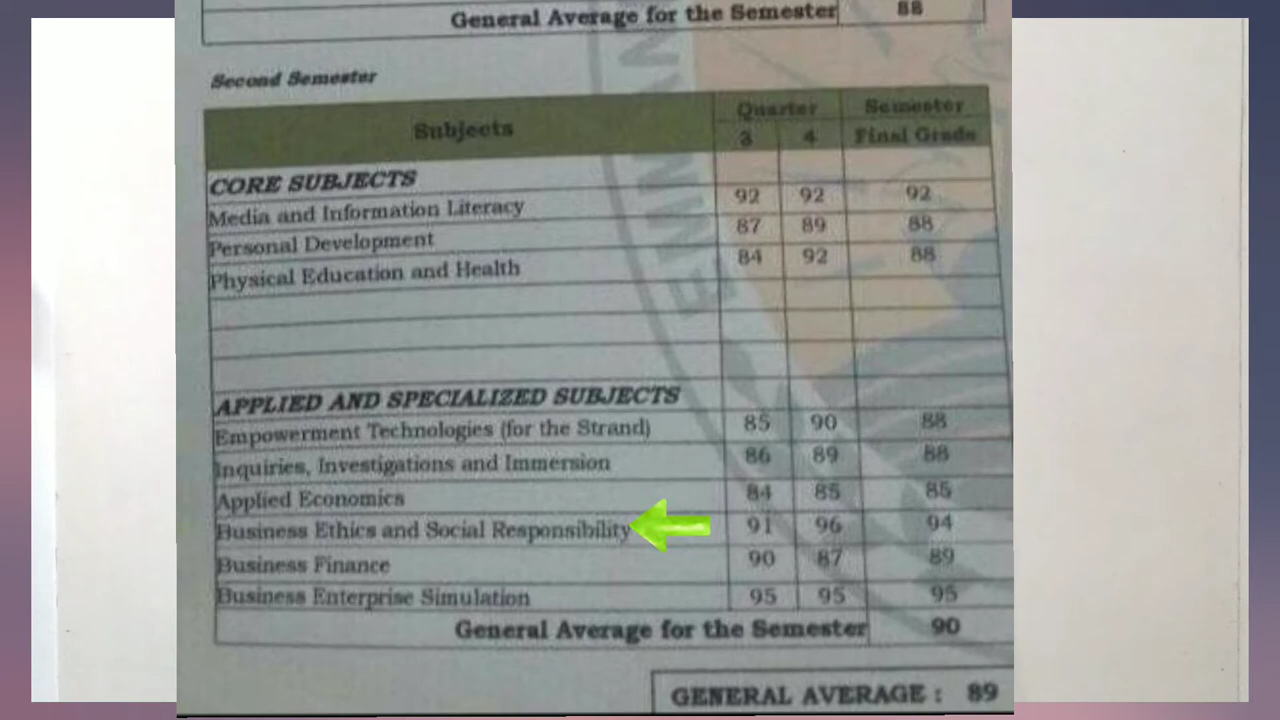 General Average for the Semester 88
Second Semester
Subjects Quarter Semester
3 4 Final Grade
CORE SUBJECTS
Media and Information Literacy 92 92 92
Personal Development 87 89 88
Physical Education and Health 84 92 88
APPLIED AND SPECIALIZED SUBJECTS
Empowerment Technologies (for the Strand) 85 90 88
Inquiries, Investigations and Immersion 86 89 88
Applied Economics 84 85 85
Business Ethics and Social Responsibility 91 96 94
Business Finance 90 87 89
Business Enterprise Simulation 95 95 95
General Average for the Semester 90
GENERAL AVERAGE : 89